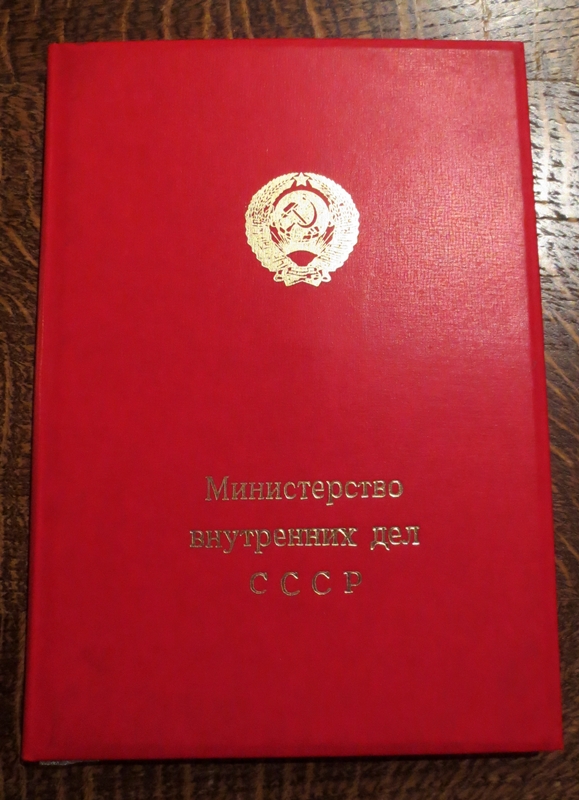 Министерство
внутренних дел
СССР